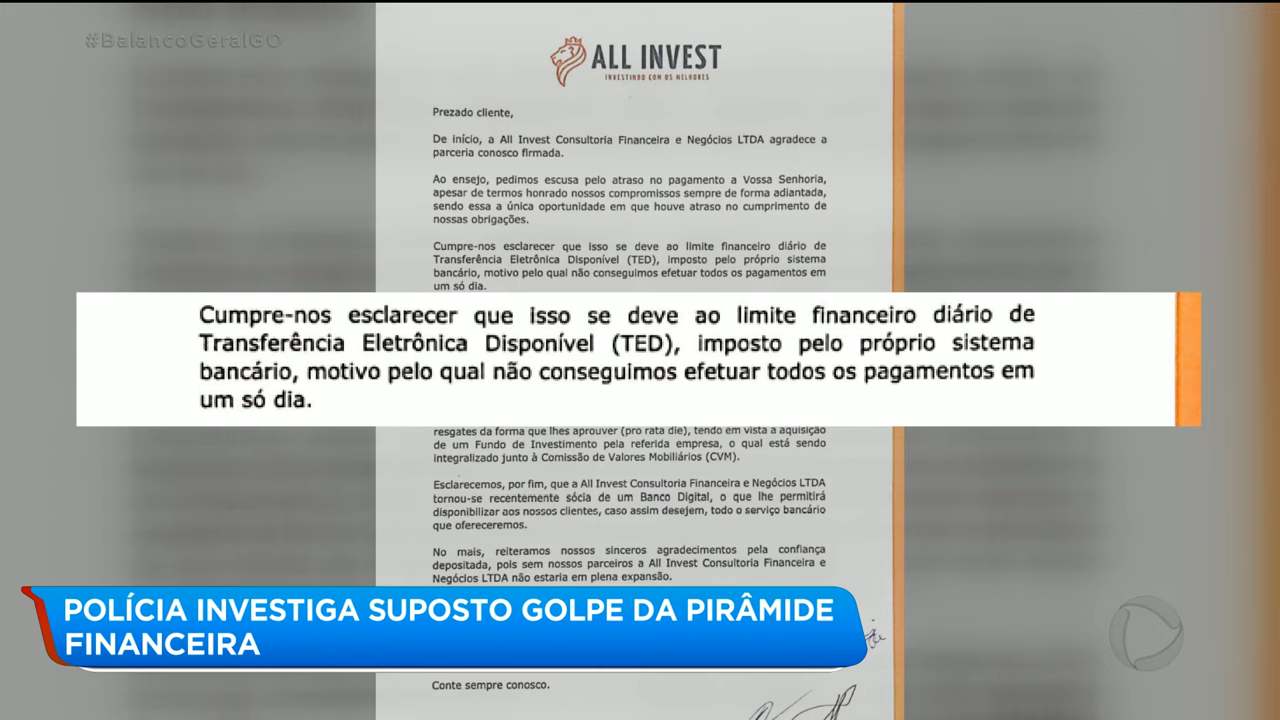 #BalancoGeralGO
ALL INVEST
INVESTINDO COM OS MELHORES
Prezado cliente,
De início, a All Invest Consultoria Financeira e Negócios LTDA agradece a
parceria conosco firmada.
Ao ensejo, pedimos escusa pelo atraso no pagamento a Vossa Senhoria,
apesar de termos honrado nossos compromissos sempre de forma adiantada,
sendo essa a única oportunidade em que houve atraso no cumprimento de
nossas obrigações.
Cumpre-nos esclarecer que isso se deve ao limite financeiro diário de
Transferência Eletrônica Disponível (TED), imposto pelo próprio sistema
bancário, motivo pelo qual não conseguimos efetuar todos os pagamentos em
um só dia.
Cumpre-nos esclarecer que isso se deve ao limite financeiro diário de
Transferência Eletrônica Disponível (TED), imposto pelo próprio sistema
bancário, motivo pelo qual não conseguimos efetuar todos os pagamentos em
um só dia.
resgates da forma que lhes aprouver (pro rata die), tendo em vista a aquisição
de um Fundo de Investimento pela referida empresa, o qual está sendo
integralizado junto à Comissão de Valores Mobiliários (CVM).
Esclarecemos, por fim, que a All Invest Consultoria Financeira e Negócios LTDA
tornou-se recentemente sócia de um Banco Digital, o que lhe permitirá
disponibilizar aos nossos clientes, caso assim desejem, todo o serviço bancário
que ofereceremos.
No mais, reiteramos nossos sinceros agradecimentos pela confiança
depositada, pois sem nossos parceiros a All Invest Consultoria Financeira e
Negócios LTDA não estaria em plena expansão.
POLÍCIA INVESTIGA SUPOSTO GOLPE DA PIRÂMIDE
FINANCEIRA
Conte sempre conosco.